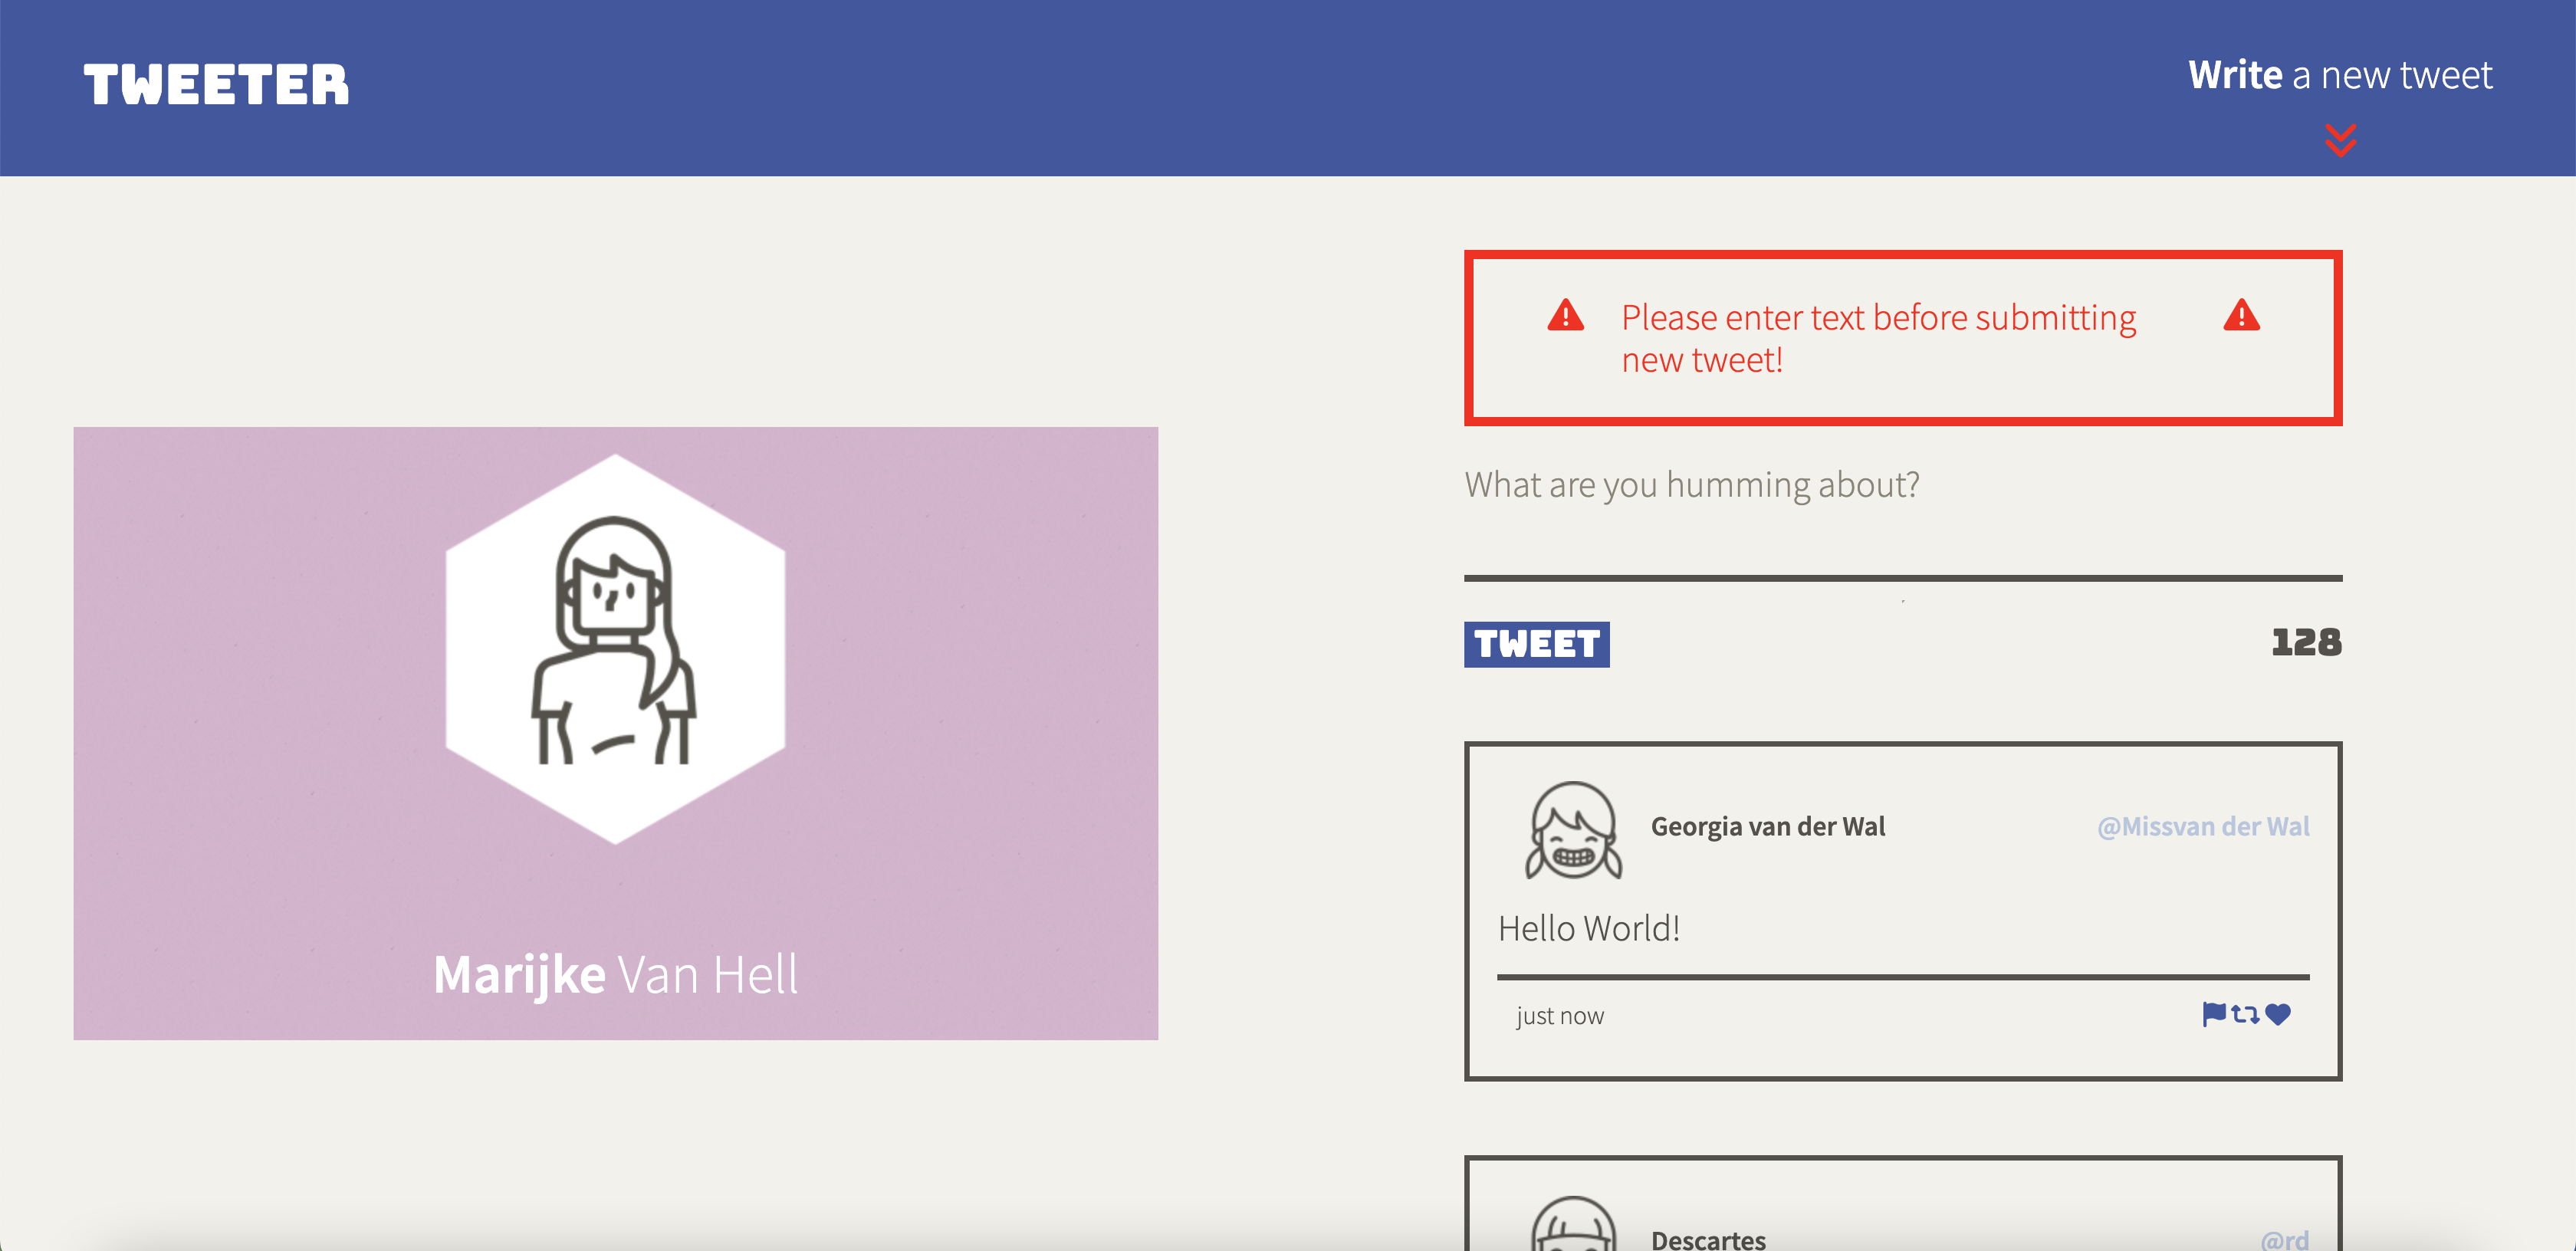 TWEETER
Write a new tweet
Please enter text before submitting
new tweet!
What are you humming about?
TWEET
128
Marijke Van Hell
Georgia van der Wal
@Missvan der Wal
Hello World!
just now
Descartes
@rd